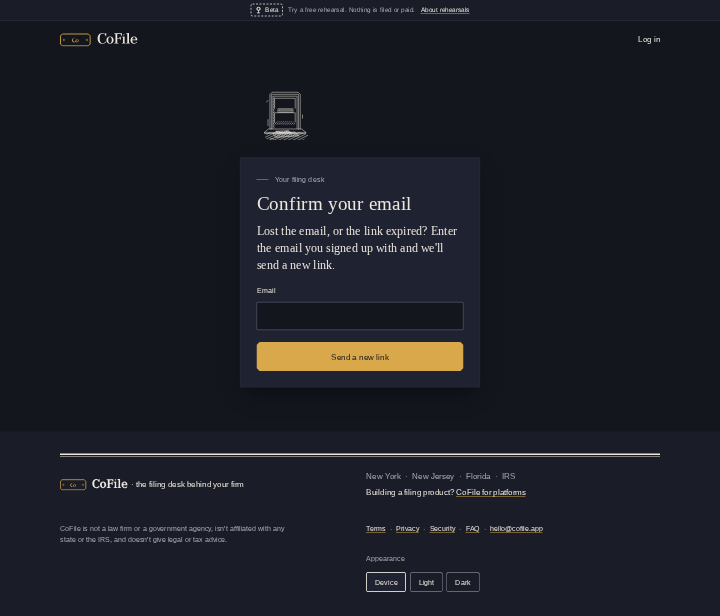 Beta Try a free rehearsal. Nothing is filed or paid. About rehearsals
Co CoFile
Log in
Your filing desk
Confirm your email
Lost the email, or the link expired? Enter
the email you signed up with and we'll
send a new link.
Email
Send a new link
Co CoFile · the filing desk behind your firm
CoFile is not a law firm or a government agency, isn't affiliated with any
state or the IRS, and doesn't give legal or tax advice.
New York · New Jersey · Florida · IRS
Building a filing product? CoFile for platforms
Terms · Privacy · Security · FAQ · hello@cofile.app
Appearance
Device Light Dark